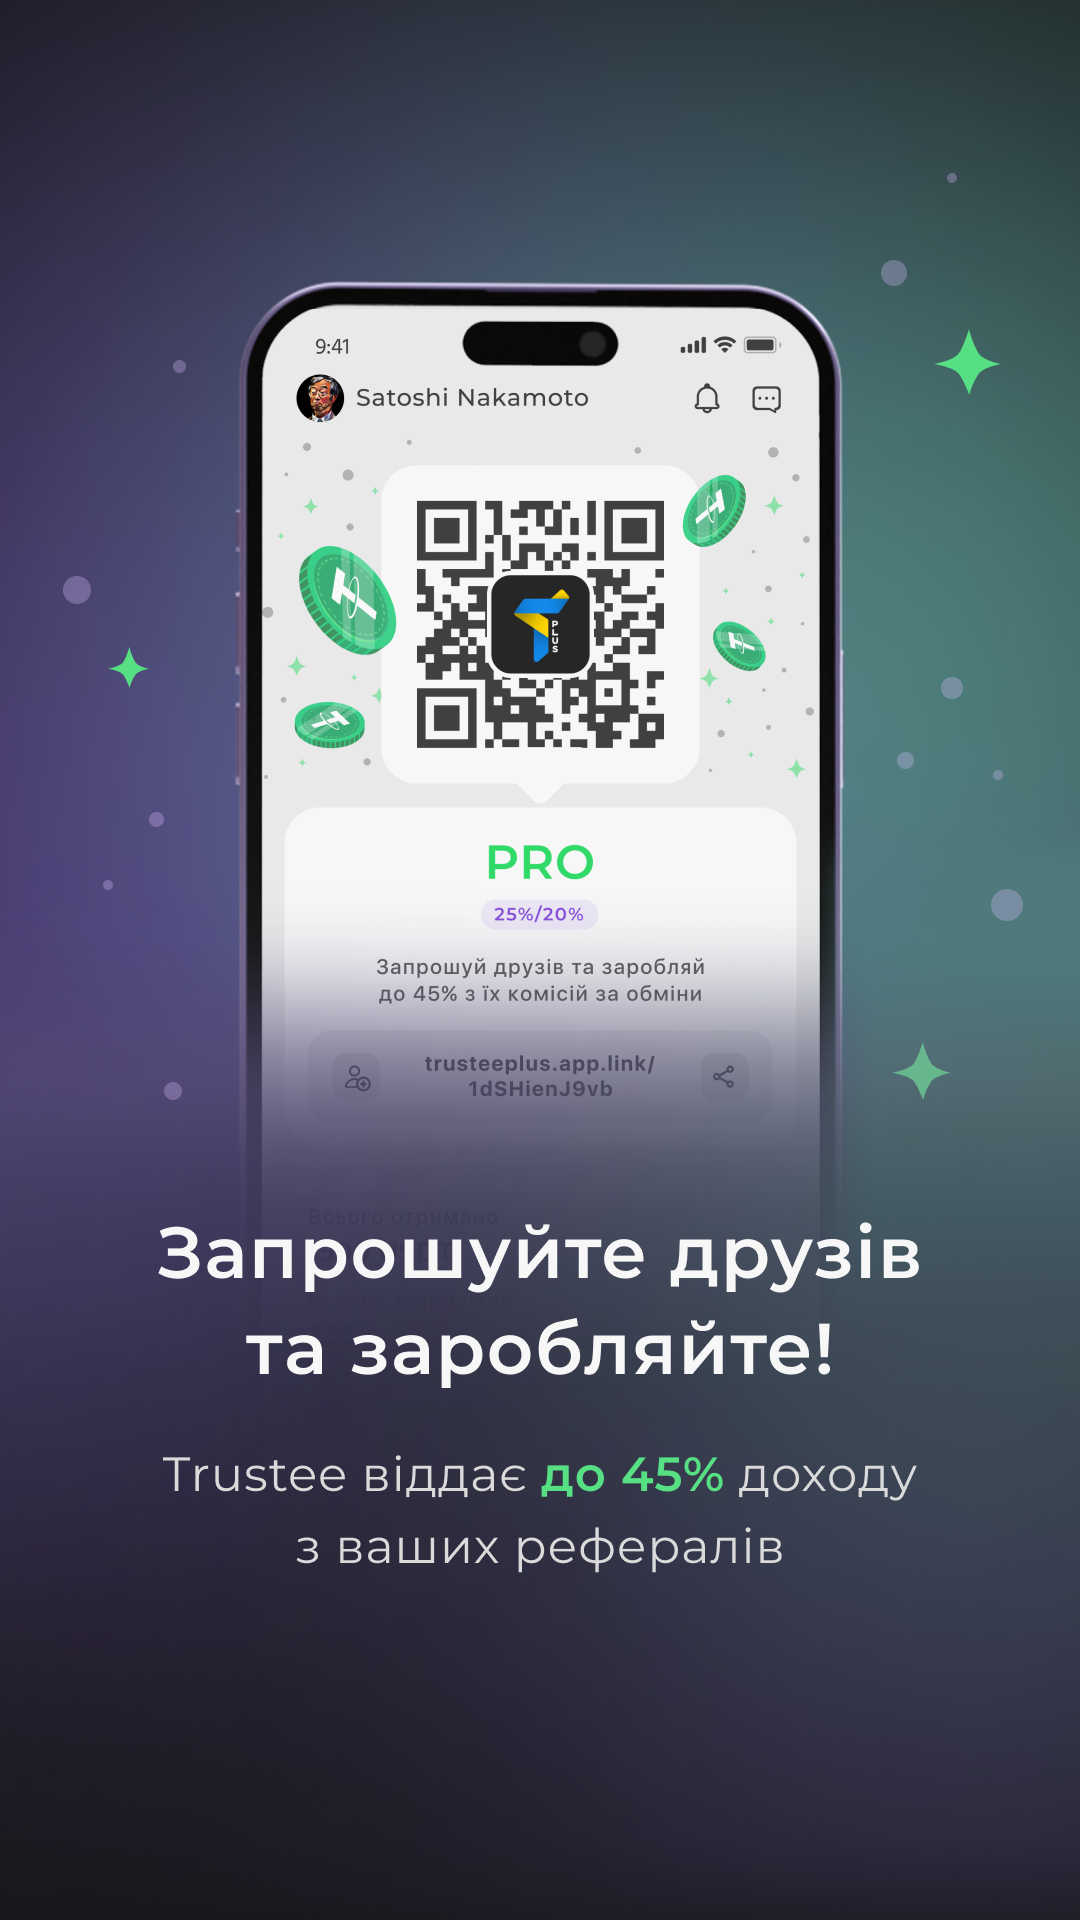 9:41
Satoshi Nakamoto
PLUS
PRO
25%/20%
Запрошуй друзів та заробляй
до 45% з їх комісій за обміни
trusteeplus.app.link/
1dSHienJ9vb
Всього отримано
Запрошуйте друзів
та заробляйте!
Trustee віддає до 45% доходу
з ваших рефералів